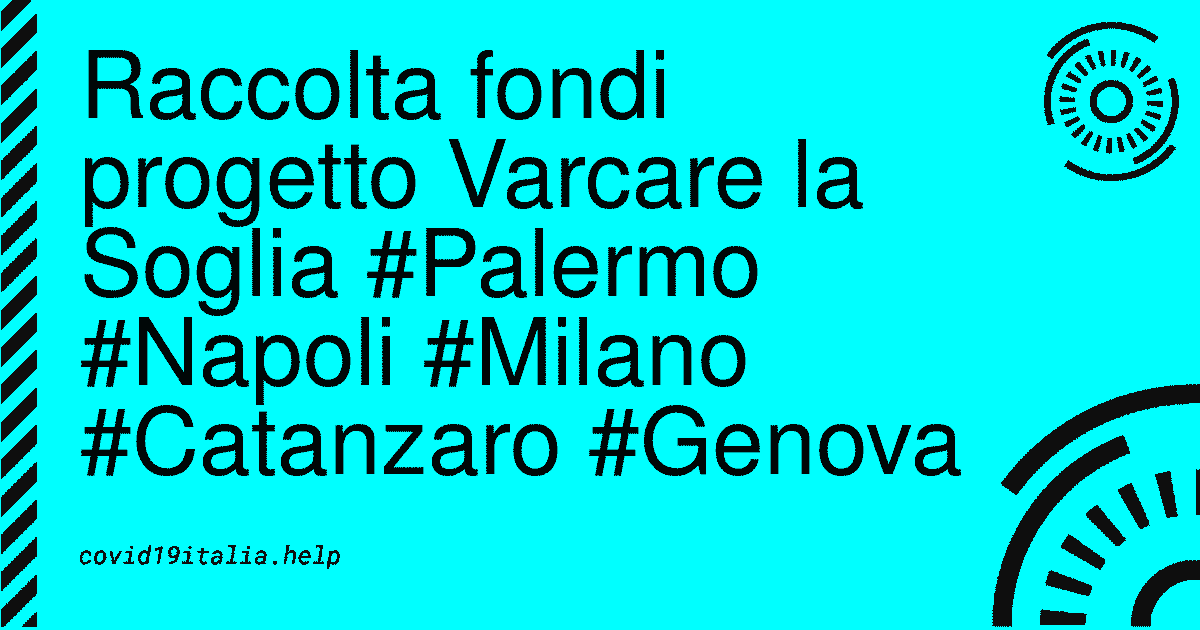 Raccolta fondi
progetto Varcare la
Soglia #Palermo
#Napoli #Milano
#Catanzaro #Genova
covid19italia.help